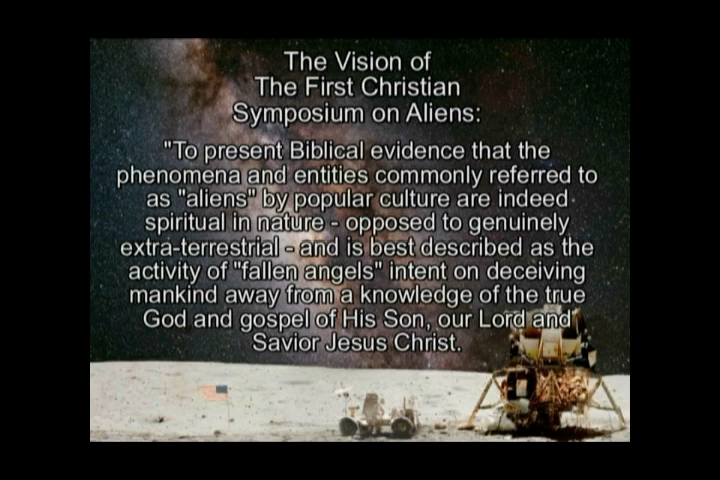 The Vision of
The First Christian
Symposium on Aliens:
"To present Biblical evidence that the
phenomena and entities commonly referred to
as "aliens" by popular culture are indeed
spiritual in nature - opposed to genuinely
extra-terrestrial - and is best described as the
activity of "fallen angels" intent on deceiving
mankind away from a knowledge of the true
God and gospel of His Son, our Lord and
Savior Jesus Christ.